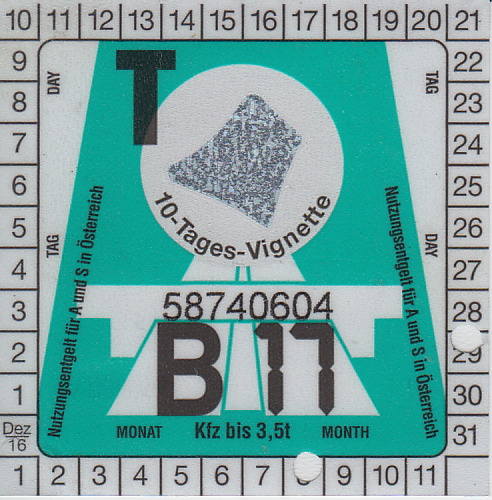 10 11 12 13 14 15 16 17 18 19 20 21
9 22
8 23
7 24
6 25
5 26
4 27
3 28
2 29
1 30
Dez 16 31
1 2 3 4 5 6 7 8 9 10 11
DAY
TAG
T
10-Tages-Vignette
TAG
DAY
Nutzungsentgelt für A und S in Österreich
Nutzungsentgelt für A und S in Österreich
58740604
B 17
MONAT Kfz bis 3,5t MONTH